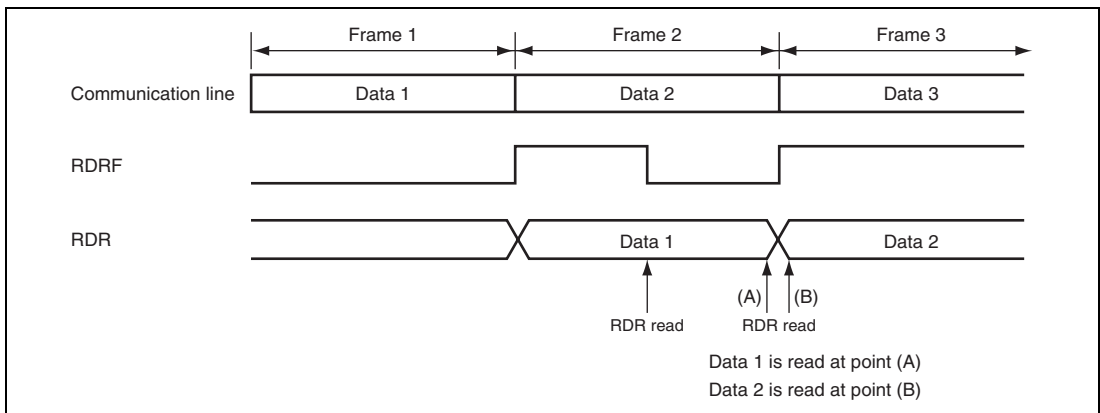 Frame 1 Frame 2 Frame 3
Communication line Data 1 Data 2 Data 3
RDRF
RDR Data 1 Data 2
(A) (B)
RDR read RDR read
Data 1 is read at point (A)
Data 2 is read at point (B)